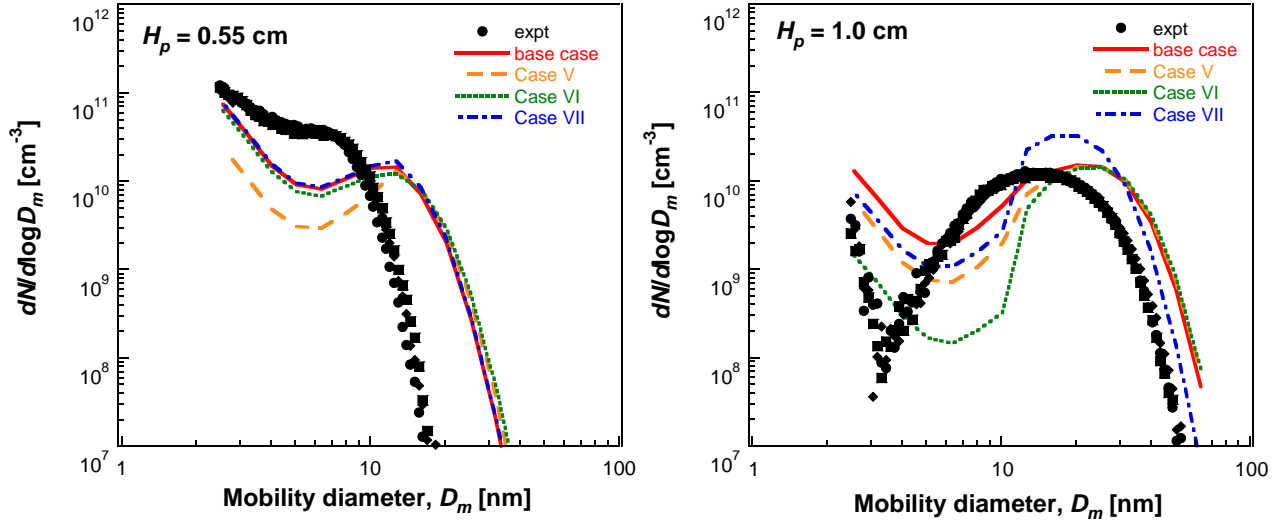 H_p = 0.55 cm
expt
base case
Case V
Case VI
Case VII
dN/dlogD_m [cm^-3]
10^12
10^11
10^10
10^9
10^8
10^7
1
10
100
Mobility diameter, D_m [nm]
H_p = 1.0 cm
expt
base case
Case V
Case VI
Case VII
dN/dlogD_m [cm^-3]
10^12
10^11
10^10
10^9
10^8
10^7
1
10
100
Mobility diameter, D_m [nm]